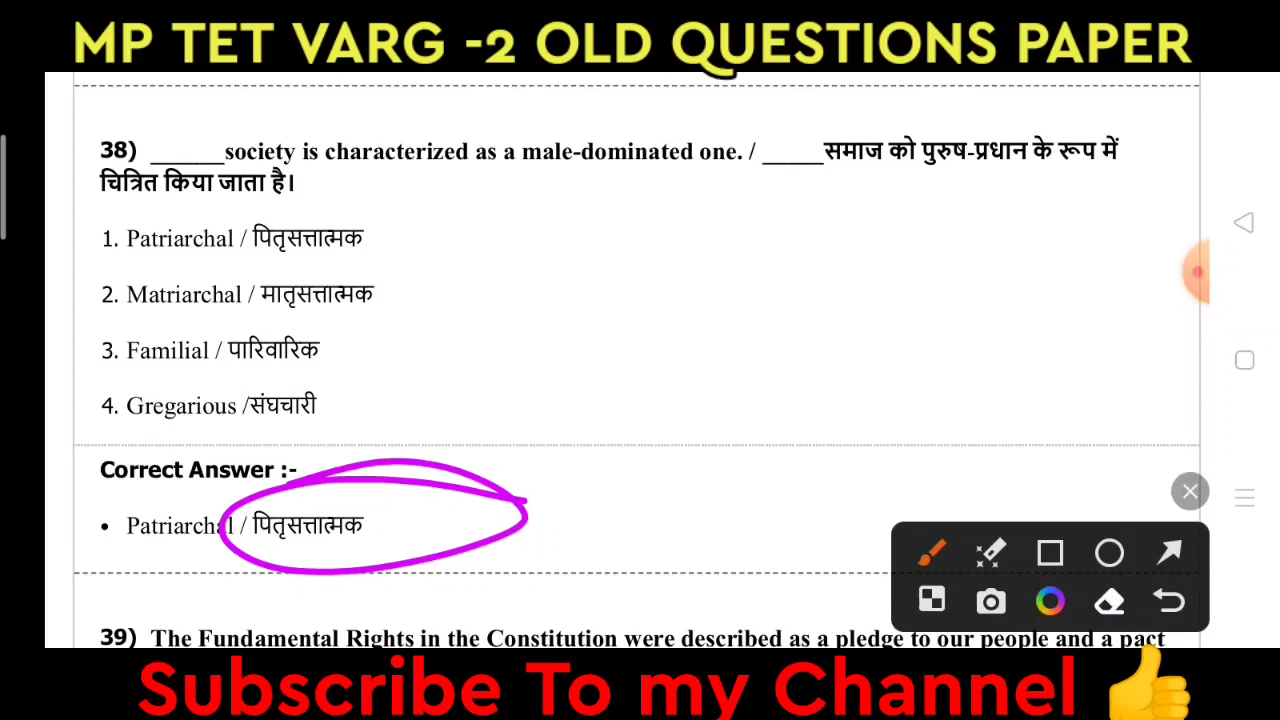 MP TET VARG -2 OLD QUESTIONS PAPER
38) ______society is characterized as a male-dominated one. / _____समाज को पुरुष-प्रधान के रूप में
चित्रित किया जाता है।
1. Patriarchal / पितृसत्तात्मक
2. Matriarchal / मातृसत्तात्मक
3. Familial / पारिवारिक
4. Gregarious /संघचारी
Correct Answer :-
• Patriarchal / पितृसत्तात्मक
39) The Fundamental Rights in the Constitution were described as a pledge to our people and a pact
Subscribe To my Channel